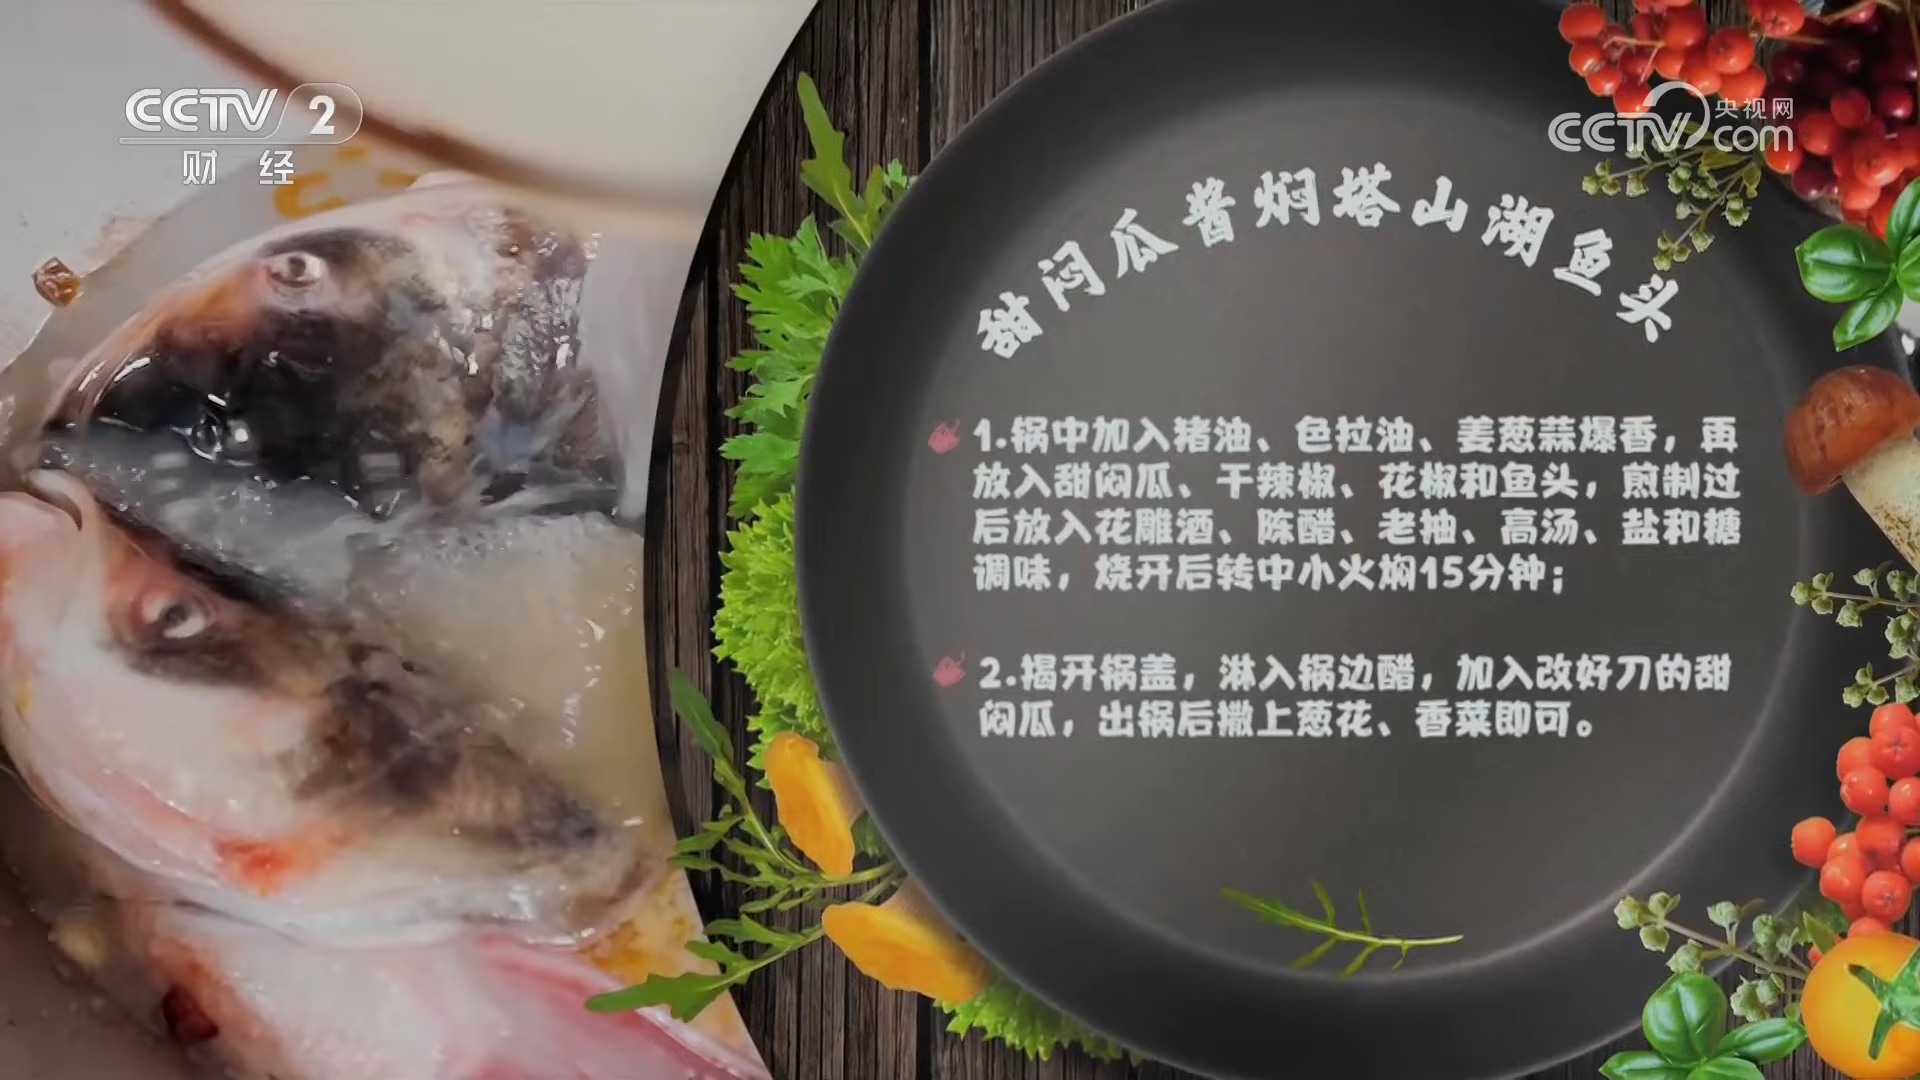 CCTV 2
财 经
央视网
CCTV.com
甜闷瓜酱焖塔山湖鱼头
1.锅中加入猪油、色拉油、姜葱蒜爆香，再
放入甜闷瓜、干辣椒、花椒和鱼头，煎制过
后放入花雕酒、陈醋、老抽、高汤、盐和糖
调味，烧开后转中小火焖15分钟；
2.揭开锅盖，淋入锅边醋，加入改好刀的甜
闷瓜，出锅后撒上葱花、香菜即可。